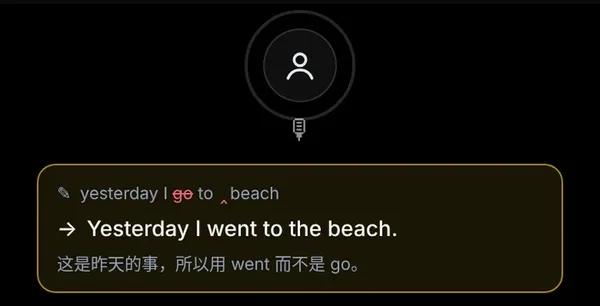 yesterday I go to beach
→ Yesterday I went to the beach.
这是昨天的事，所以用 went 而不是 go。